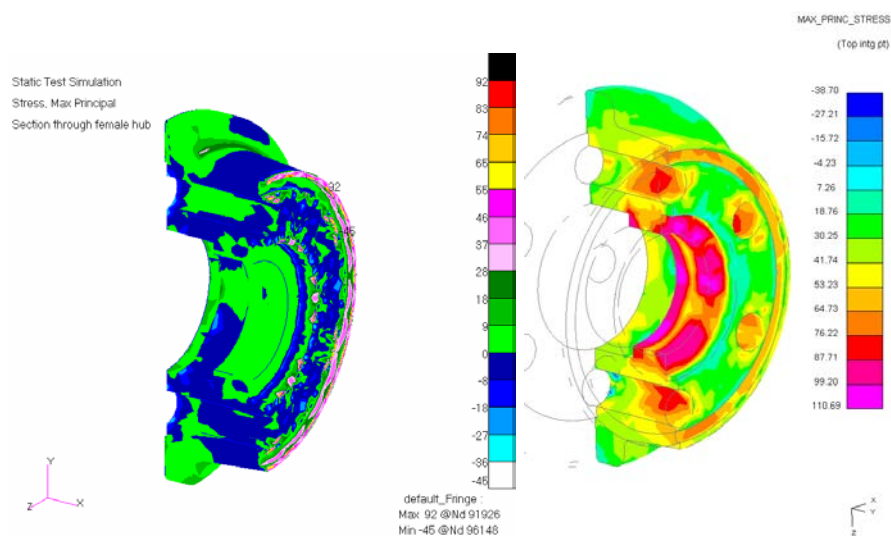 Static Test Simulation
Stress, Max Principal
Section through female hub
92
45
92
83
74
65
55
46
37
28
18
9
0
-8
-18
-27
-36
-45
default_Fringe :
Max 92 @Nd 91926
Min -45 @Nd 96148
Y
X
Z
MAX_PRINC_STRESS
(Top intg pt)
-38.70
-27.21
-15.72
-4.23
7.26
18.76
30.25
41.74
53.23
64.73
76.22
87.71
99.20
110.69
X
Y
Z